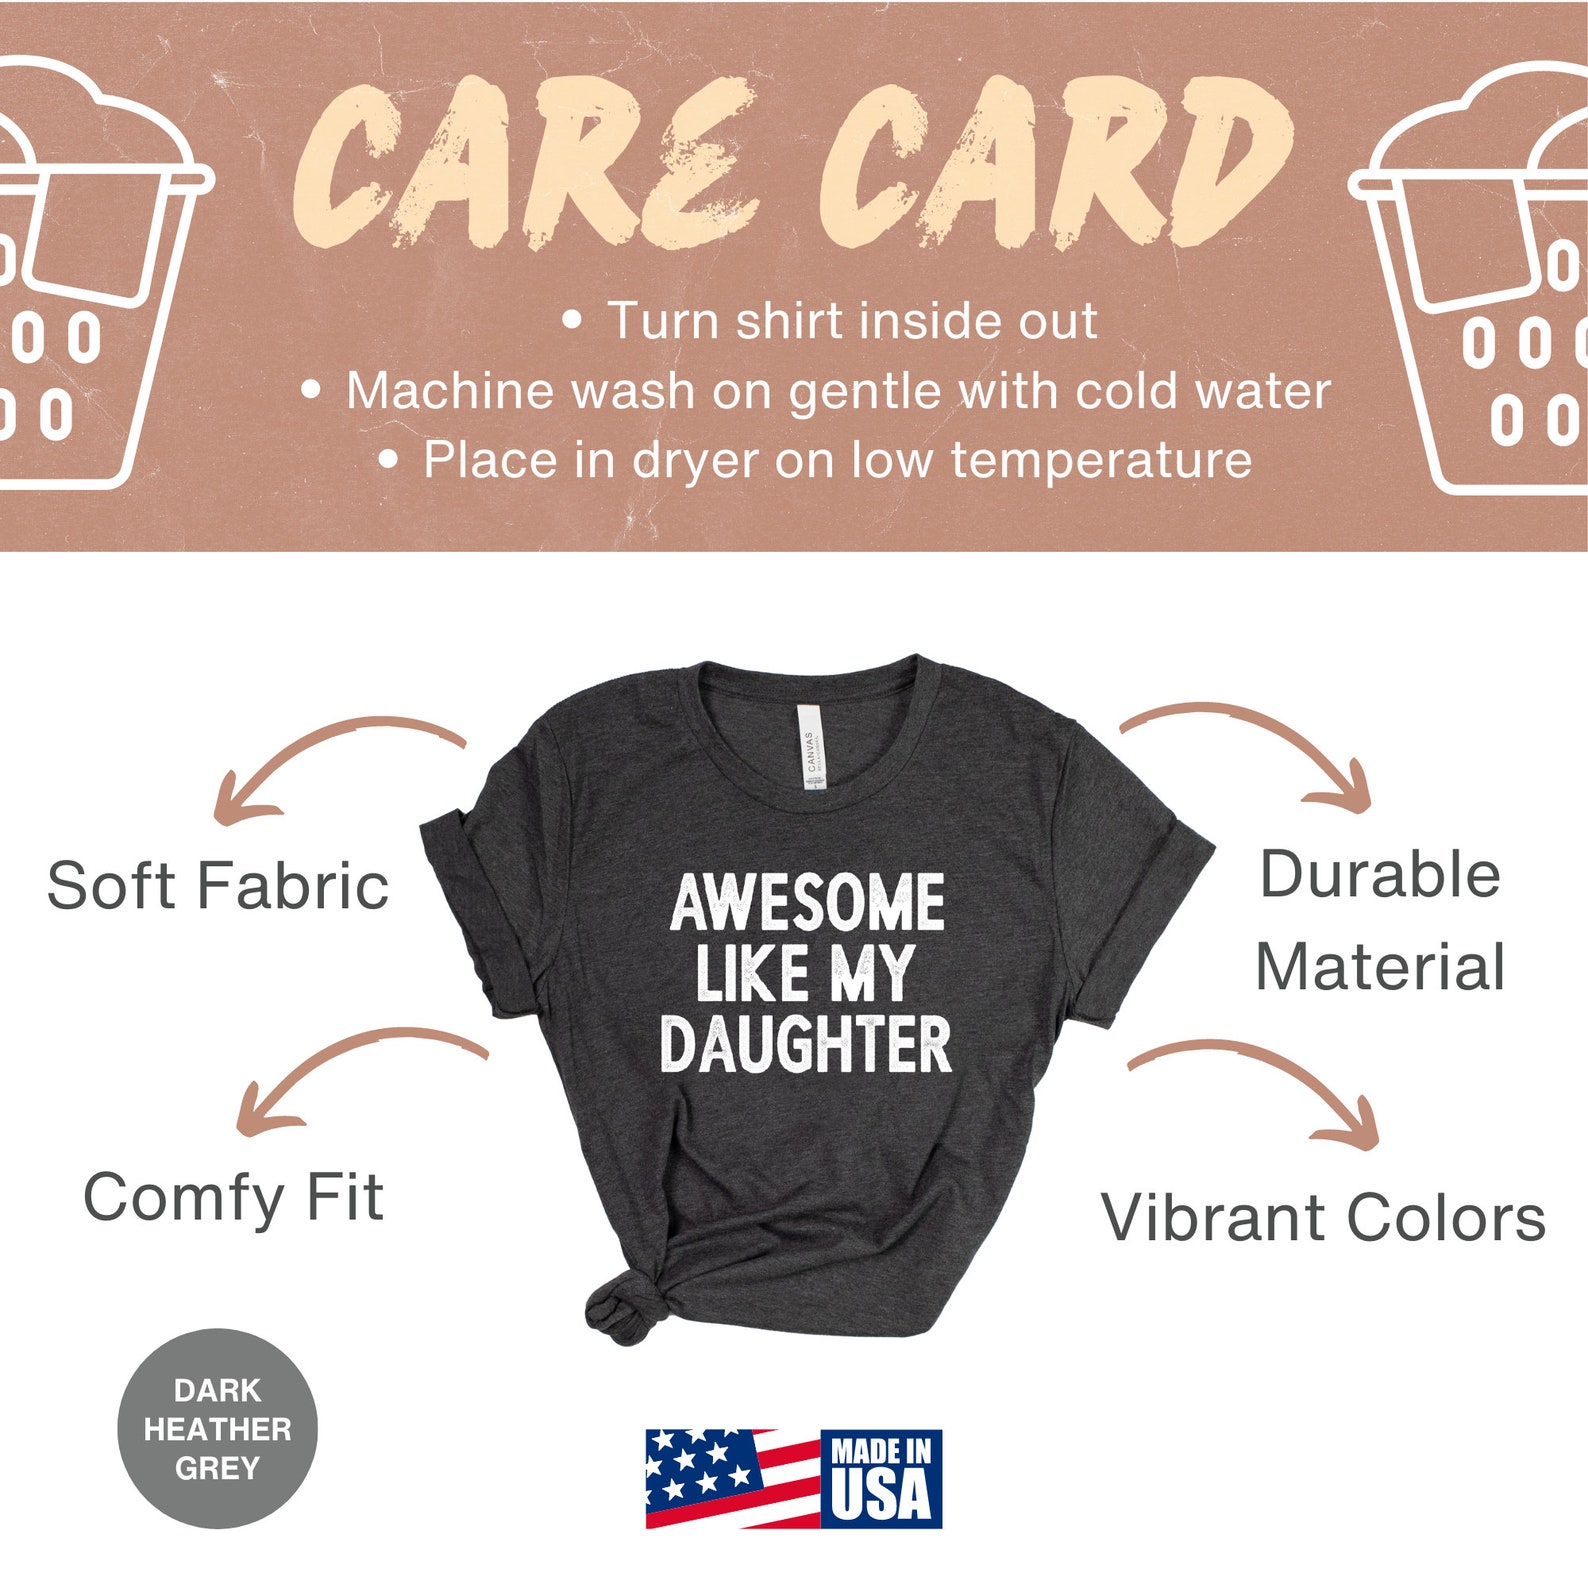 CARE CARD
• Turn shirt inside out
• Machine wash on gentle with cold water
• Place in dryer on low temperature
CANVAS
Soft Fabric
Durable
Material
AWESOME
LIKE MY
DAUGHTER
Comfy Fit
Vibrant Colors
DARK
HEATHER
GREY
MADE IN
USA